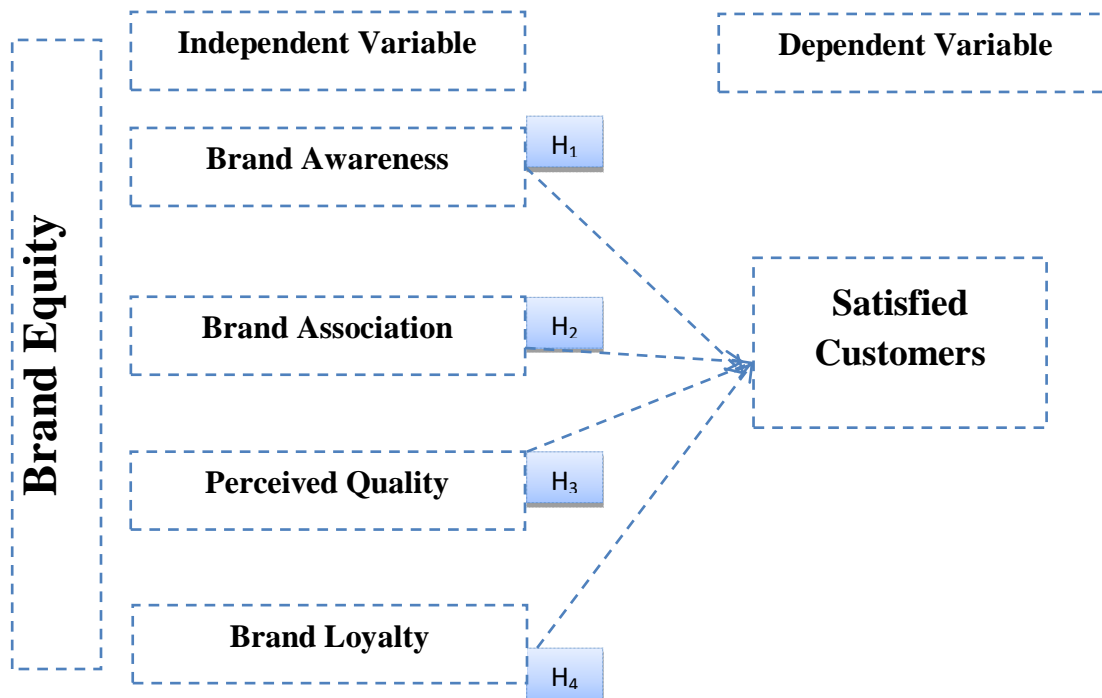 Brand Equity
Independent Variable
Dependent Variable
Brand Awareness
H₁
Brand Association
H₂
Satisfied
Customers
Perceived Quality
H₃
Brand Loyalty
H₄